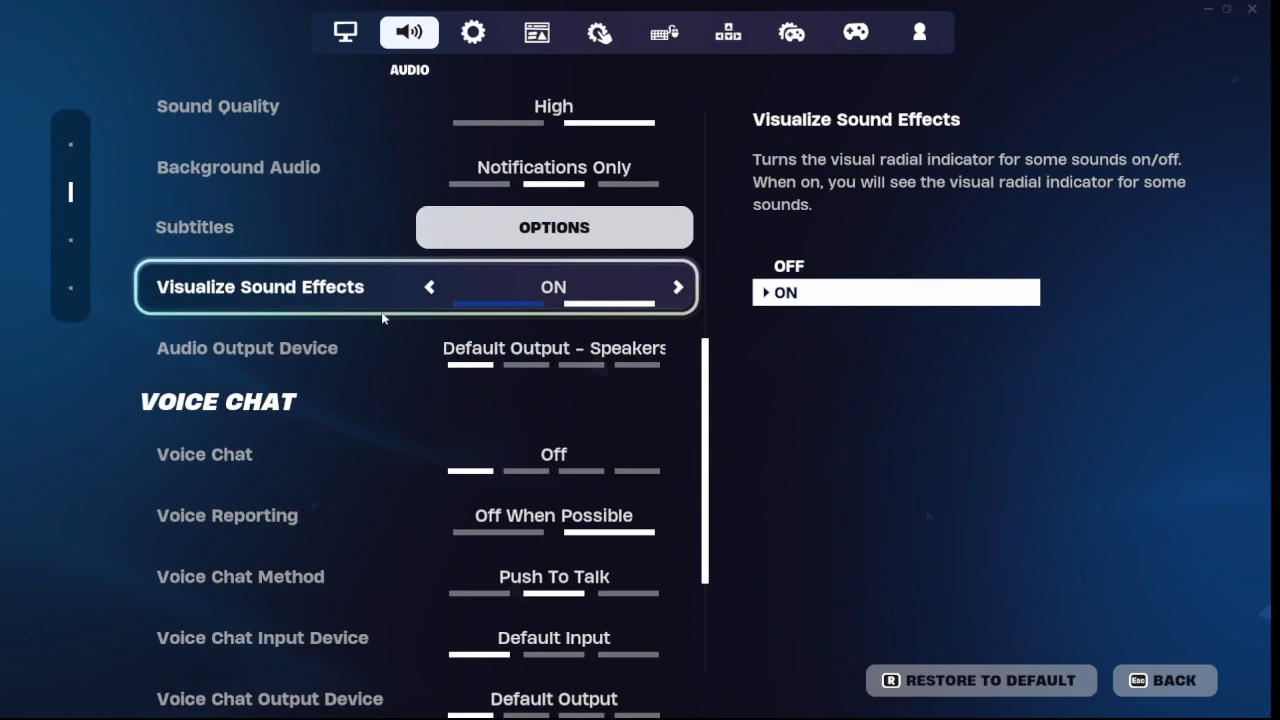 AUDIO
Sound Quality
High
Background Audio
Notifications Only
Subtitles
OPTIONS
Visualize Sound Effects
ON
Audio Output Device
Default Output - Speakers
VOICE CHAT
Voice Chat
Off
Voice Reporting
Off When Possible
Voice Chat Method
Push To Talk
Voice Chat Input Device
Default Input
Voice Chat Output Device
Default Output
Visualize Sound Effects
Turns the visual radial indicator for some sounds on/off.
When on, you will see the visual radial indicator for some
sounds.
OFF
ON
R RESTORE TO DEFAULT
Esc BACK